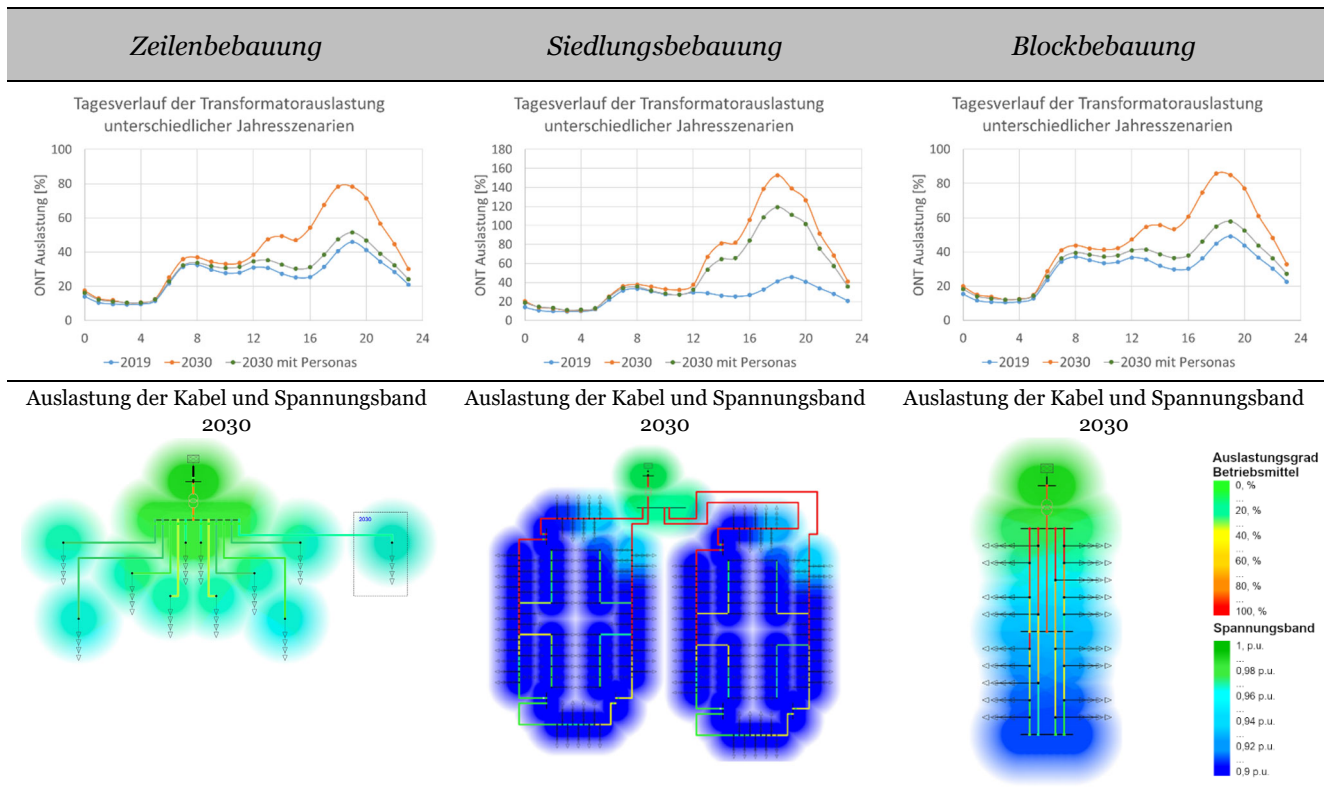 Zeilenbebauung
Siedlungsbebauung
Blockbebauung
Tagesverlauf der Transformatorauslastung
unterschiedlicher Jahresszenarien
ONT Auslastung [%]
100
80
60
40
20
0
0 4 8 12 16 20 24
2019 2030 2030 mit Personas
Tagesverlauf der Transformatorauslastung
unterschiedlicher Jahresszenarien
ONT Auslastung [%]
180
160
140
120
100
80
60
40
20
0
0 4 8 12 16 20 24
2019 2030 2030 mit Personas
Tagesverlauf der Transformatorauslastung
unterschiedlicher Jahresszenarien
ONT Auslastung [%]
100
80
60
40
20
0
0 4 8 12 16 20 24
2019 2030 2030 mit Personas
Auslastung der Kabel und Spannungsband
2030
2030
Auslastung der Kabel und Spannungsband
2030
Auslastung der Kabel und Spannungsband
2030
Auslastungsgrad
Betriebsmittel
0, %
...
20, %
...
40, %
...
60, %
...
80, %
...
100, %
Spannungsband
1 p.u.
...
0,98 p.u.
...
0,96 p.u.
...
0,94 p.u.
...
0,92 p.u.
...
0,9 p.u.